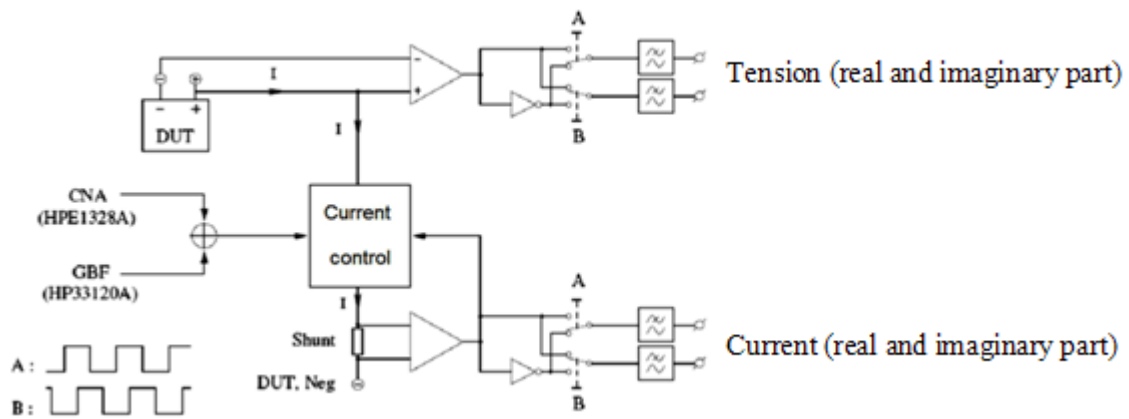 A
Tension (real and imaginary part)
I
- +
DUT
B
I
CNA
(HPE1328A)
Current
control
GBF
(HP33120A)
I
A
Shunt
Current (real and imaginary part)
DUT, Neg
A :
B :
B